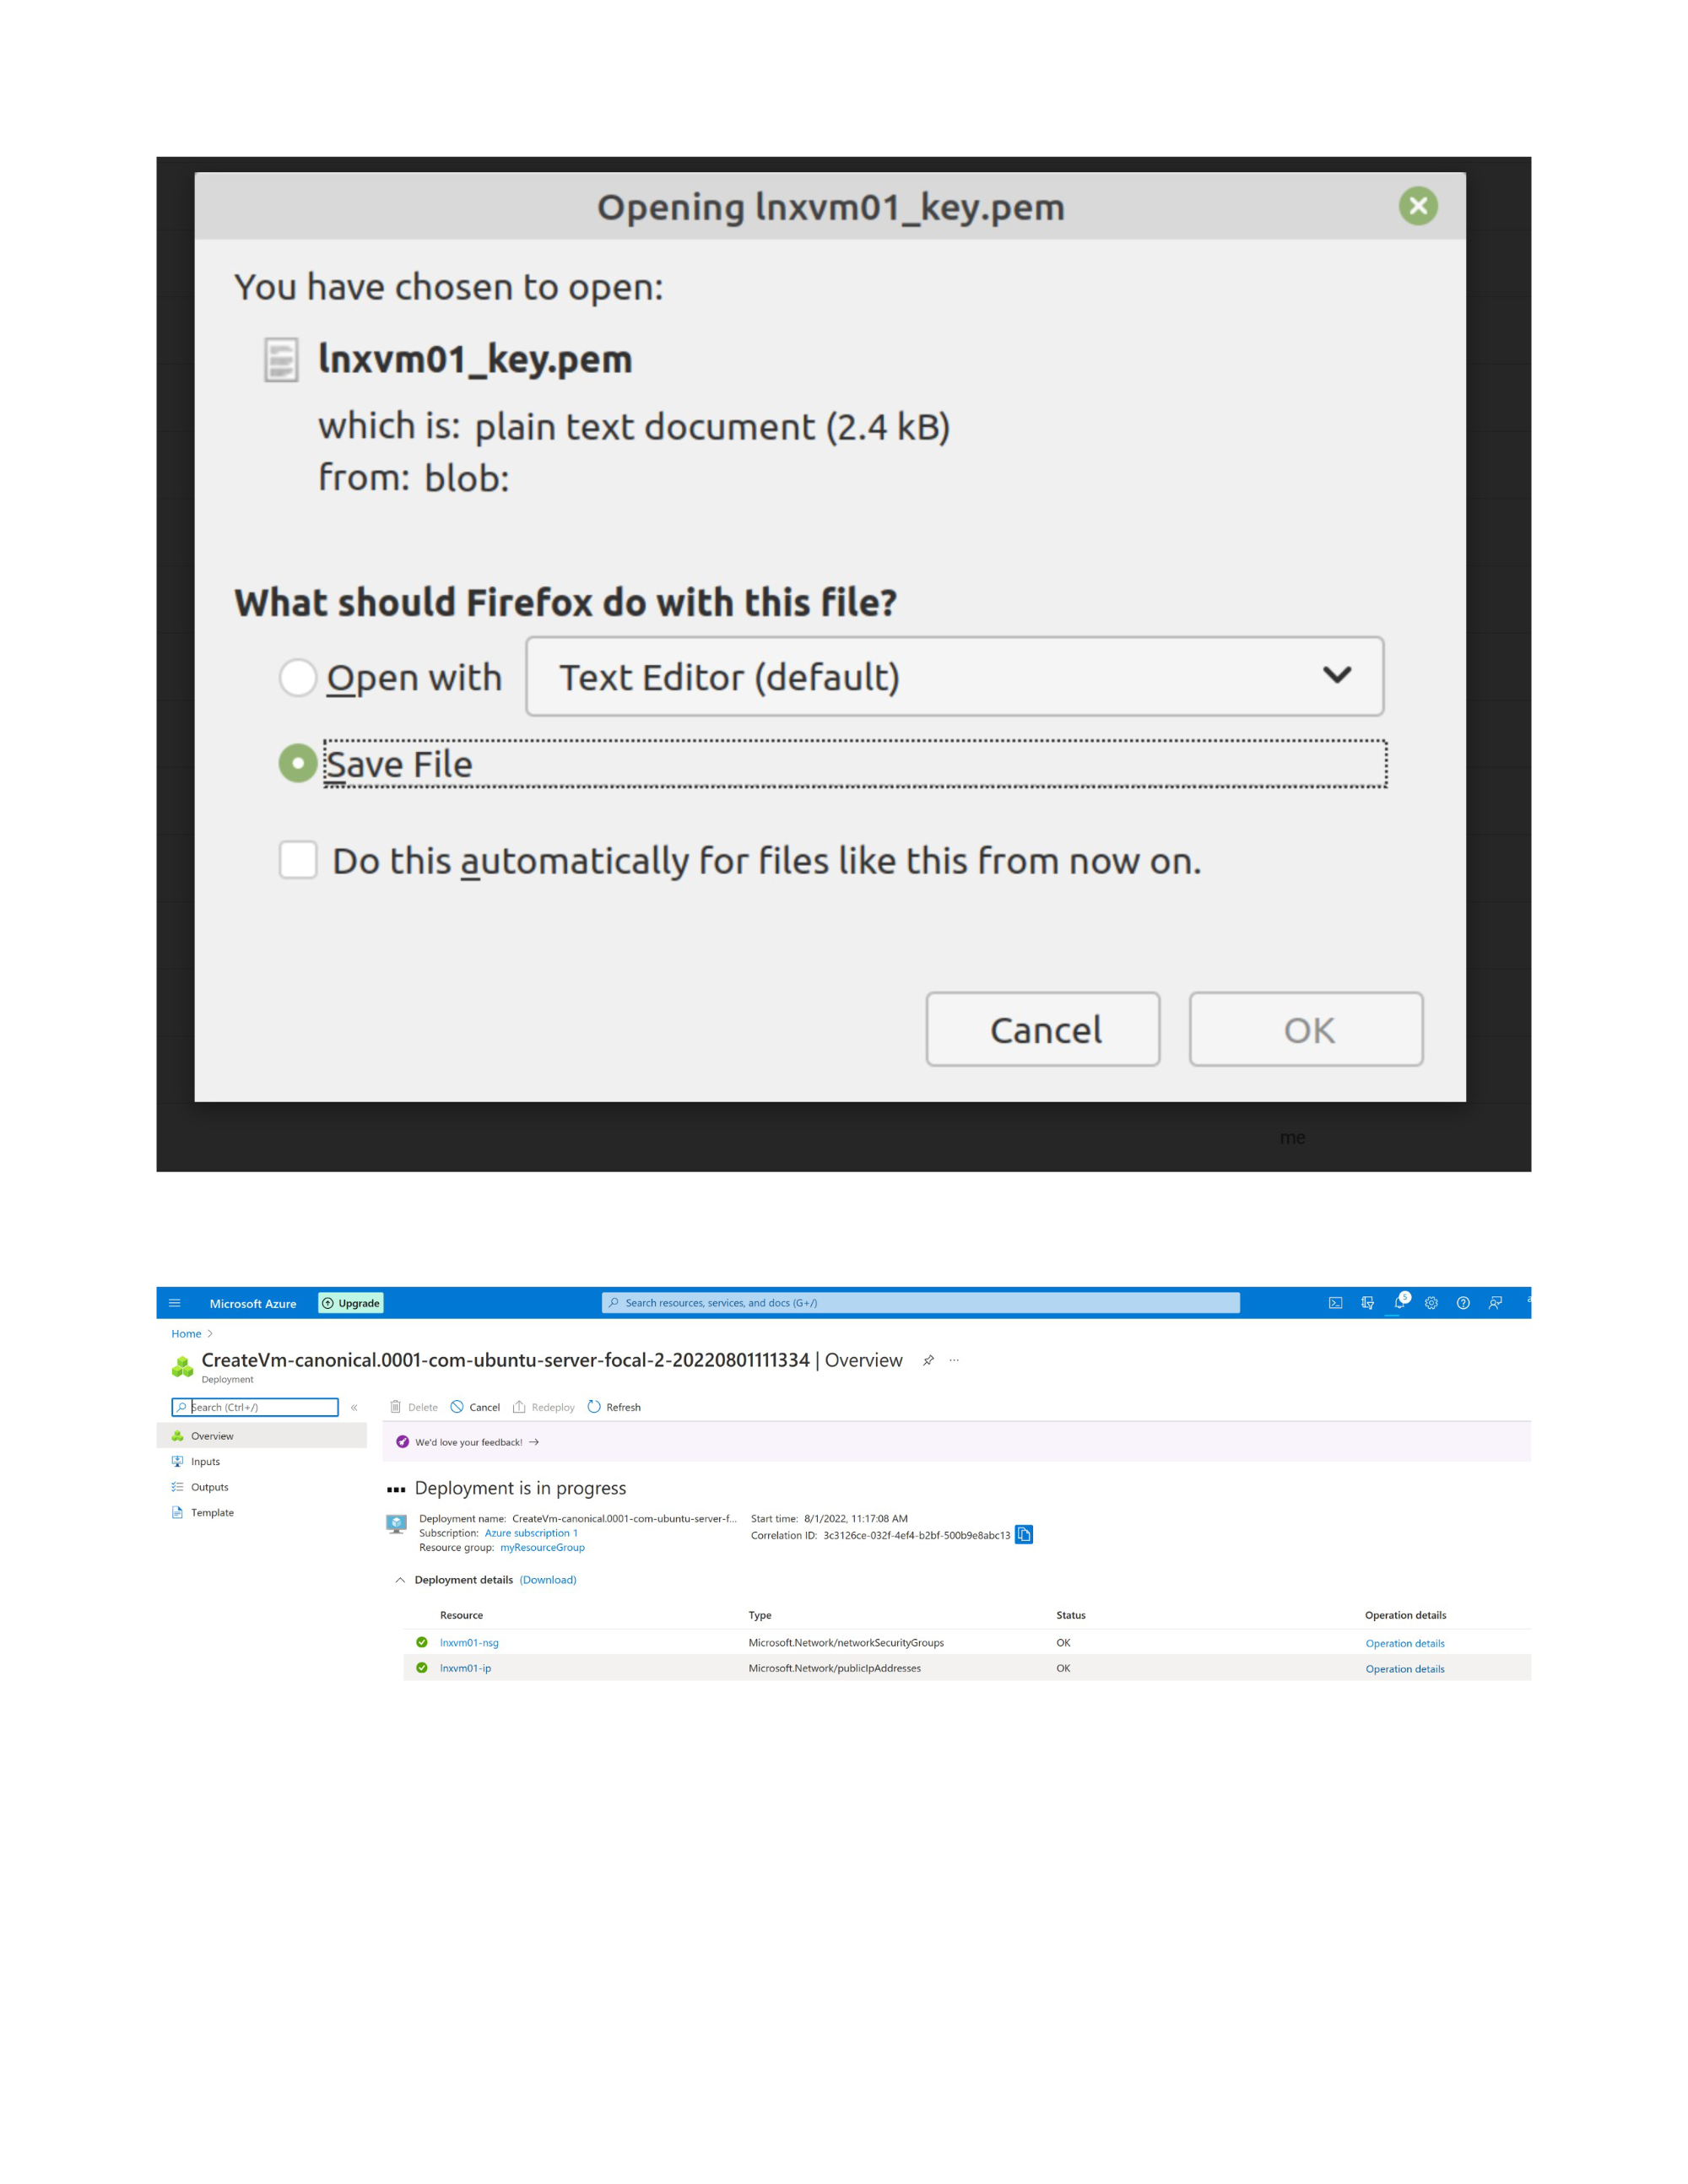 Opening lnxvm01_key.pem
You have chosen to open:
lnxvm01_key.pem
which is: plain text document (2.4 kB)
from: blob:
What should Firefox do with this file?
Open with Text Editor (default)
Save File
Do this automatically for files like this from now on.
Cancel OK
me
Microsoft Azure Upgrade Search resources, services, and docs (G+/) 5
Home >
CreateVm-canonical.0001-com-ubuntu-server-focal-2-20220801111334 | Overview ...
Deployment
Search (Ctrl+/) «
Delete Cancel Redeploy Refresh
Overview
Inputs
Outputs
Template
We'd love your feedback! →
Deployment is in progress
Deployment name: CreateVm-canonical.0001-com-ubuntu-server-f... Start time: 8/1/2022, 11:17:08 AM
Subscription: Azure subscription 1 Correlation ID: 3c3126ce-032f-4ef4-b2bf-500b9e8abc13
Resource group: myResourceGroup
Deployment details (Download)
Resource Type Status Operation details
lnxvm01-nsg Microsoft.Network/networkSecurityGroups OK Operation details
lnxvm01-ip Microsoft.Network/publicIpAddresses OK Operation details